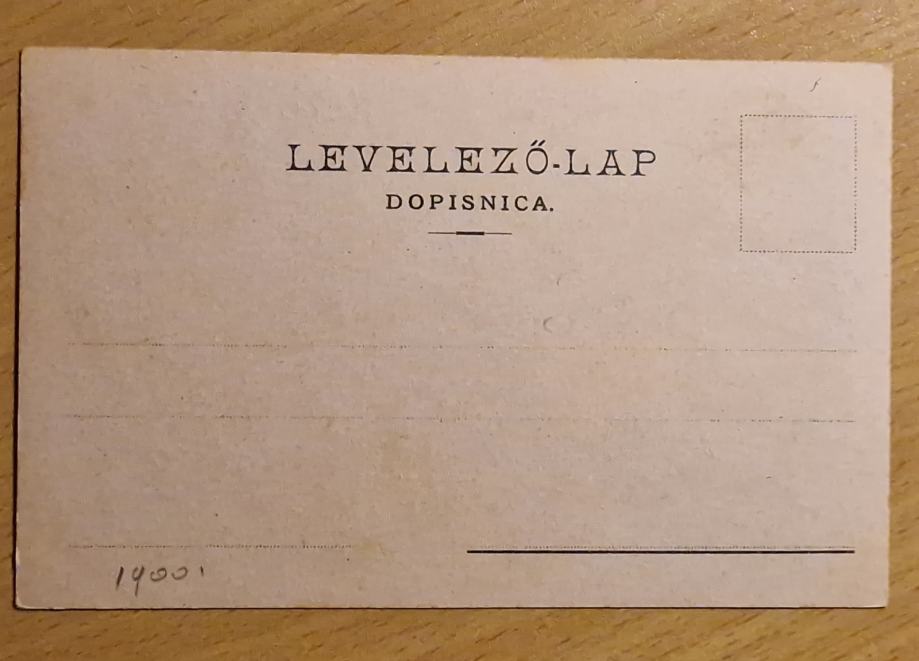 LEVELEZŐ-LAP
DOPISNICA.
1900.